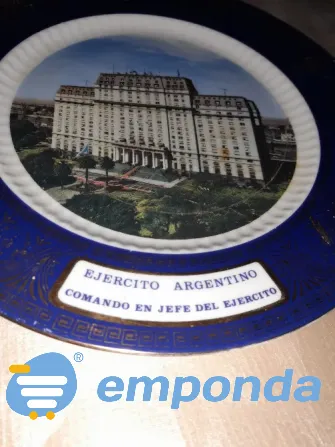 EJERCITO ARGENTINO
COMANDO EN JEFE DEL EJERCITO
® emponda